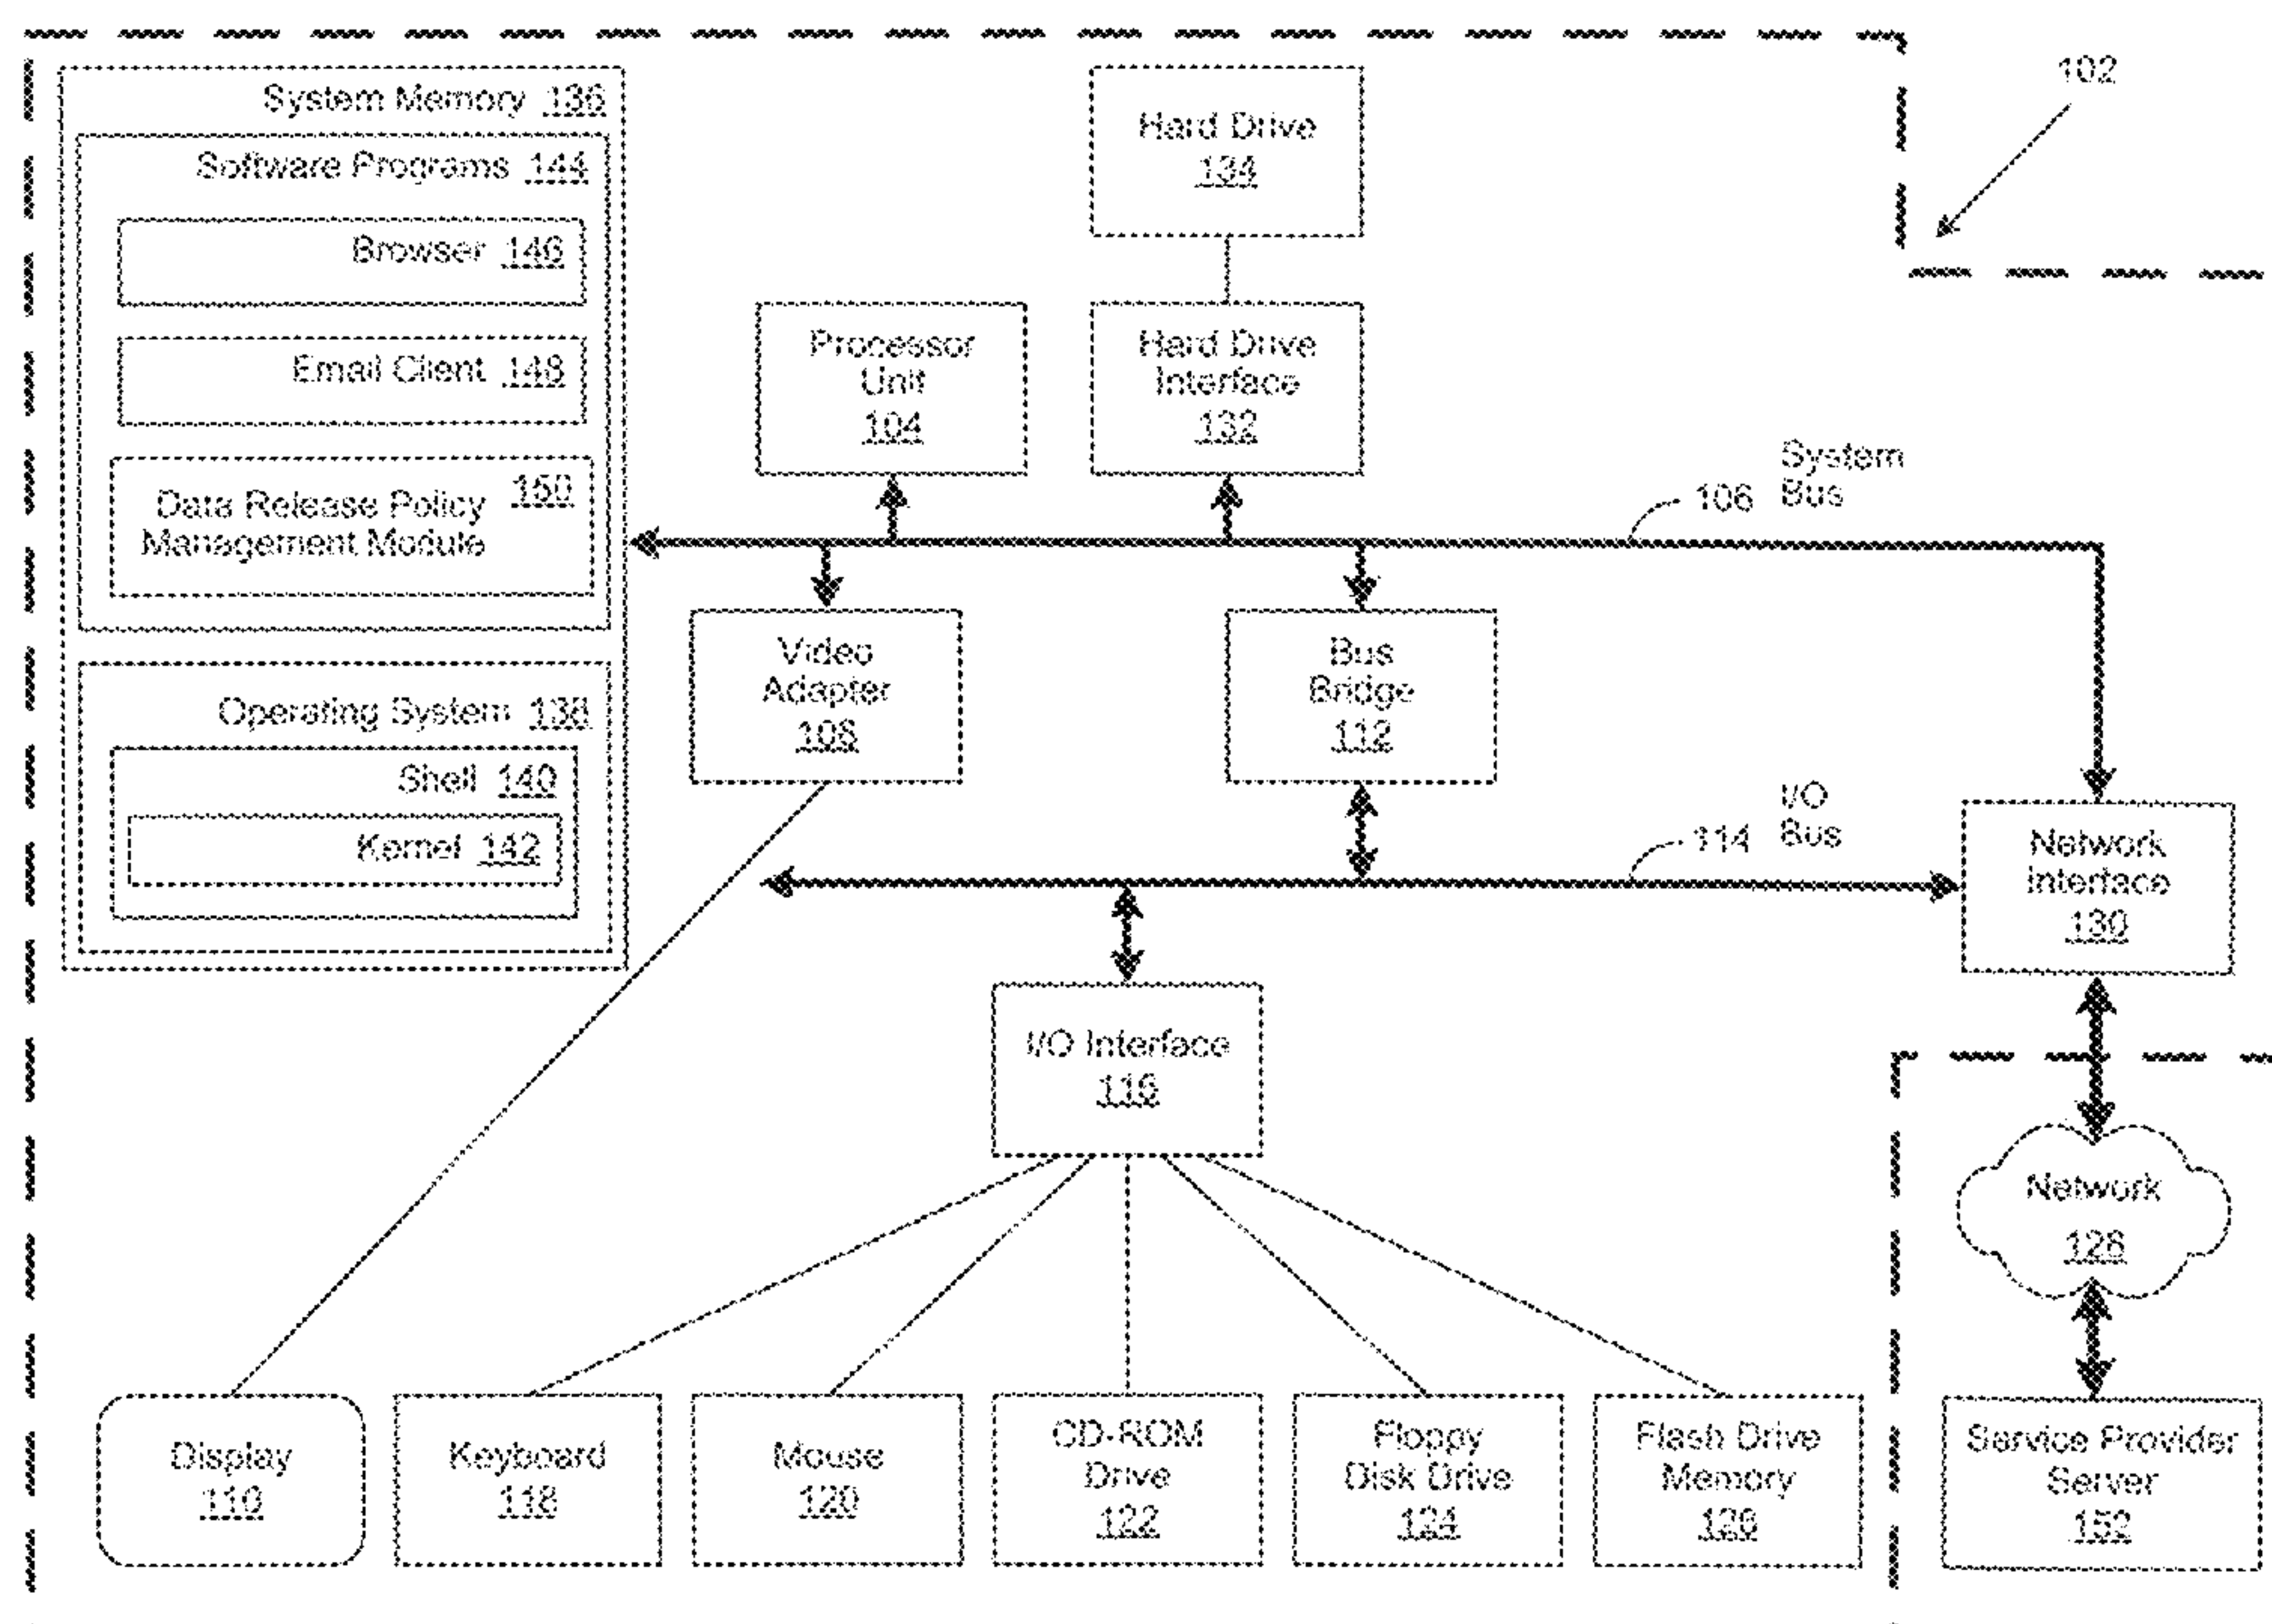 102
System Memory 136
Software Programs 144
Browser 146
Email Client 148
150
Data Release Policy
Management Module
Operating System 138
Shell 140
Kernel 142
Hard Drive
134
Processor
Unit
104
Hard Drive
Interface
132
System
106 Bus
Video
Adapter
108
Bus
Bridge
112
I/O
114 Bus
Network
Interface
130
I/O Interface
116
Network
128
Display
110
Keyboard
118
Mouse
120
CD-ROM
Drive
122
Floppy
Disk Drive
124
Flash Drive
Memory
126
Service Provider
Server
152